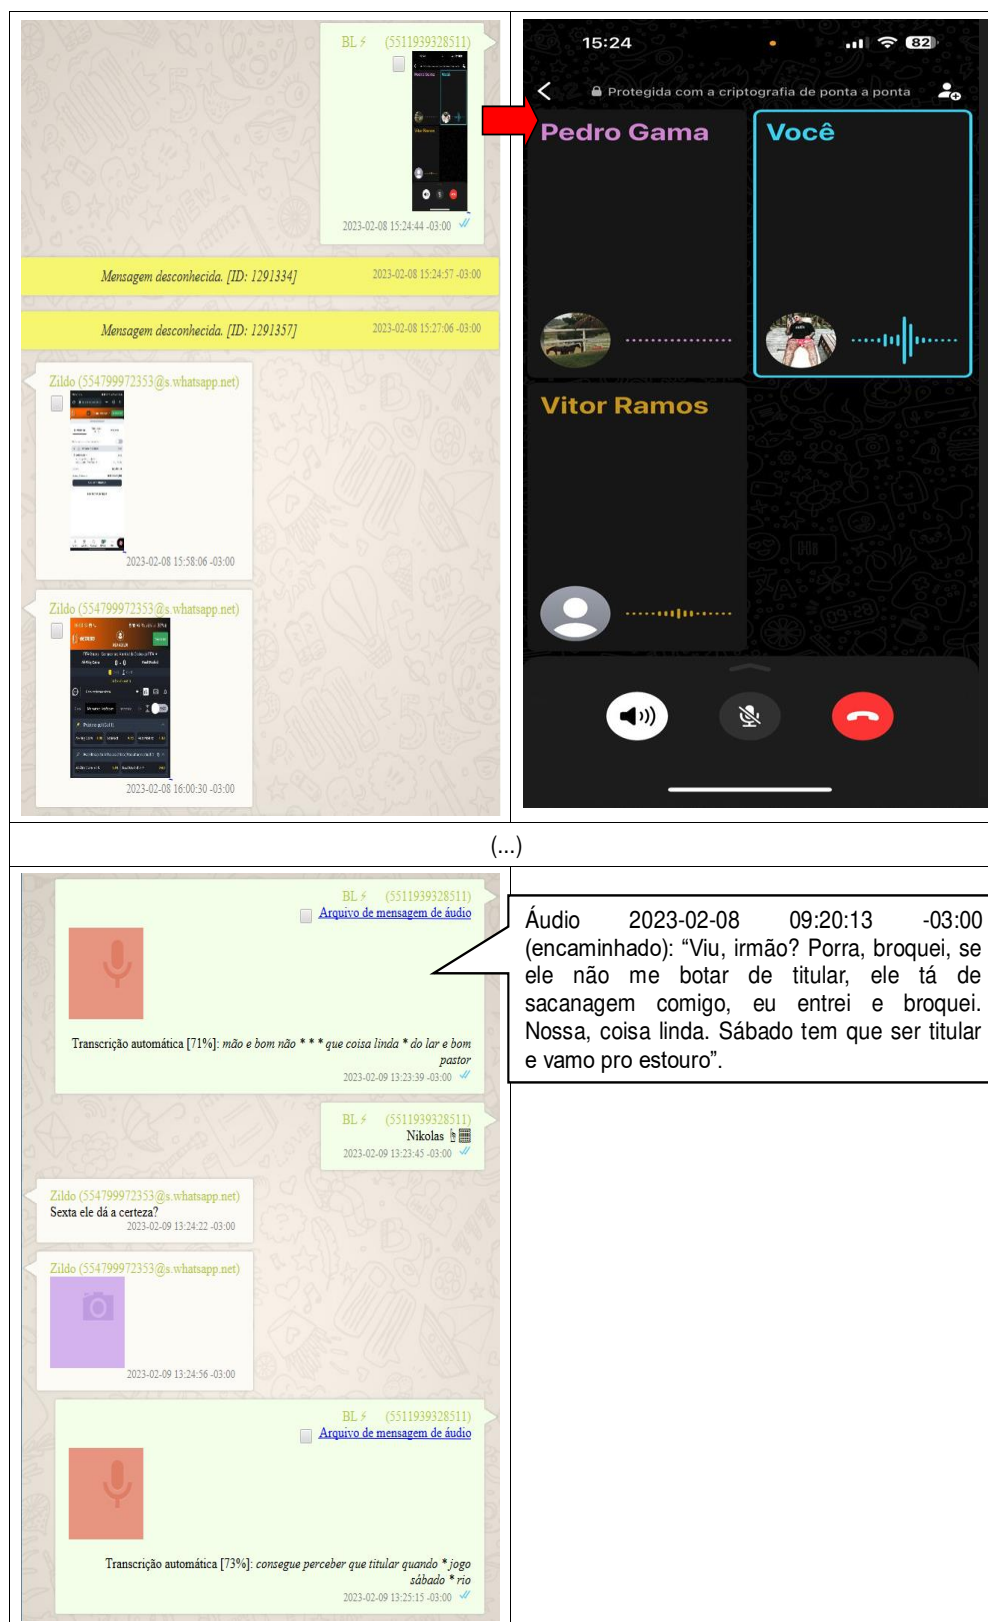 BL⚡ (5511939328511)
2023-02-08 15:24:44 -03:00
Mensagem desconhecida. [ID: 1291334]
2023-02-08 15:24:57 -03:00
Mensagem desconhecida. [ID: 1291357]
2023-02-08 15:27:06 -03:00
Zildo (554799972353@s.whatsapp.net)
2023-02-08 15:58:06 -03:00
Zildo (554799972353@s.whatsapp.net)
2023-02-08 16:00:30 -03:00
15:24
82
Protegida com a criptografia de ponta a ponta
Pedro Gama
Você
Vitor Ramos
(...)
BL⚡ (5511939328511)
Arquivo de mensagem de áudio
Transcrição automática [71%]: mão e bom não * * * que coisa linda * do lar e bom
pastor
2023-02-09 13:23:39 -03:00
Áudio 2023-02-08 09:20:13 -03:00
(encaminhado): “Viu, irmão? Porra, broquei, se
ele não me botar de titular, ele tá de
sacanagem comigo, eu entrei e broquei.
Nossa, coisa linda. Sábado tem que ser titular
e vamo pro estouro”.
BL⚡ (5511939328511)
Nikolas
2023-02-09 13:23:45 -03:00
Zildo (554799972353@s.whatsapp.net)
Sexta ele dá a certeza?
2023-02-09 13:24:22 -03:00
Zildo (554799972353@s.whatsapp.net)
2023-02-09 13:24:56 -03:00
BL⚡ (5511939328511)
Arquivo de mensagem de áudio
Transcrição automática [73%]: consegue perceber que titular quando * jogo
sábado * rio
2023-02-09 13:25:15 -03:00